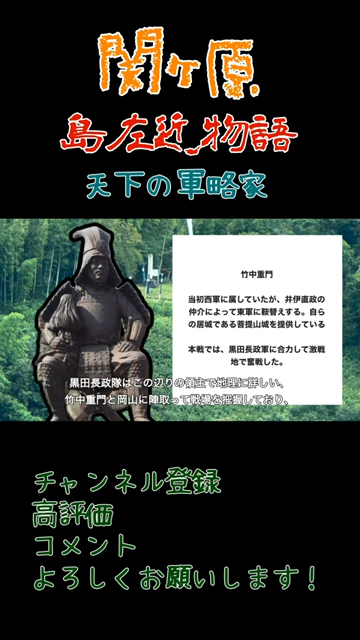 関ヶ原
島左近物語
天下の軍略家
竹中重門
当初西軍に属していたが、井伊直政の
仲介によって東軍に鞍替えする。自ら
の居城である菩提山城を提供している
本戦では、黒田長政軍に合力して激戦
地で奮戦した。
黒田長政隊はこの辺りの領主で地理に詳しい、
竹中重門と岡山に陣取って戦場を把握しており、
チャンネル登録
高評価
コメント
よろしくお願いします！